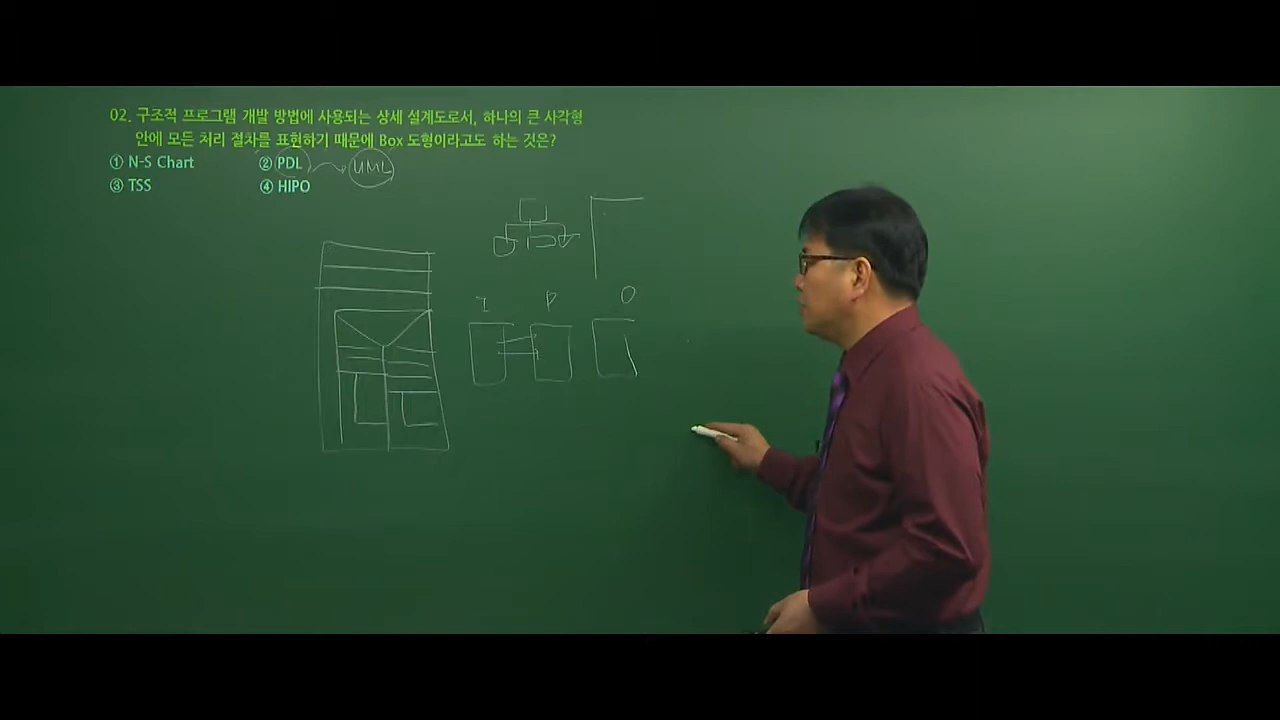 02. 구조적 프로그램 개발 방법에 사용되는 상세 설계도로서, 하나의 큰 사각형
안에 모든 처리 절차를 표현하기 때문에 Box 도형이라고도 하는 것은?
① N-S Chart ② PDL UML
③ TSS ④ HIPO
I P O